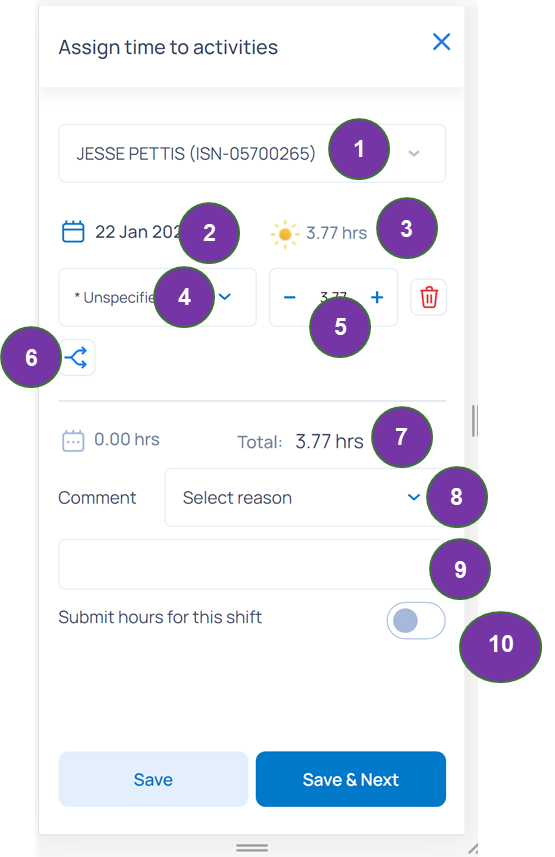 Assign time to activities
JESSE PETTIS (ISN-05700265) 1
22 Jan 2 3.77 hrs 3
* 4 3.77 5
6
0.00 hrs Total: 3.77 hrs 7
Comment Select reason 8
9
Submit hours for this shift
10
Save Save & Next